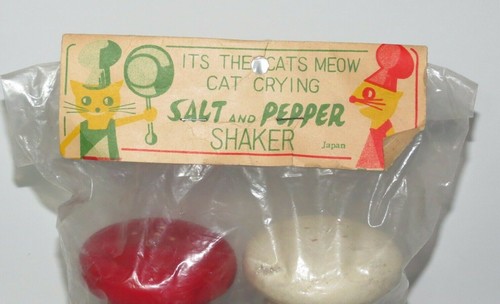 ITS THE CATS MEOW
CAT CRYING
SALT AND PEPPER
SHAKER Japan